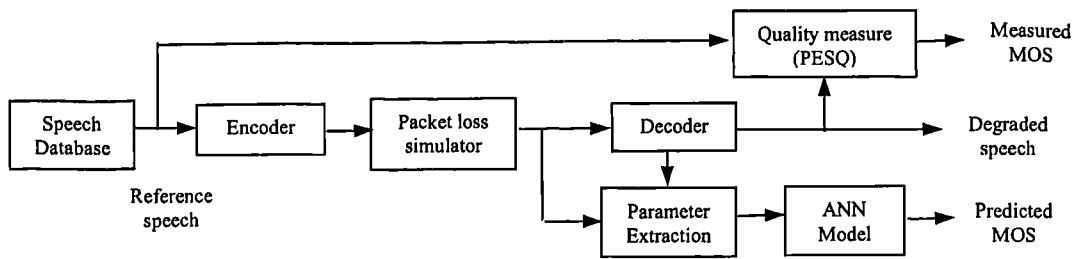 Quality measure
(PESQ)
Measured
MOS
Speech
Database
Encoder
Packet loss
simulator
Decoder
Degraded
speech
Reference
speech
Parameter
Extraction
ANN
Model
Predicted
MOS